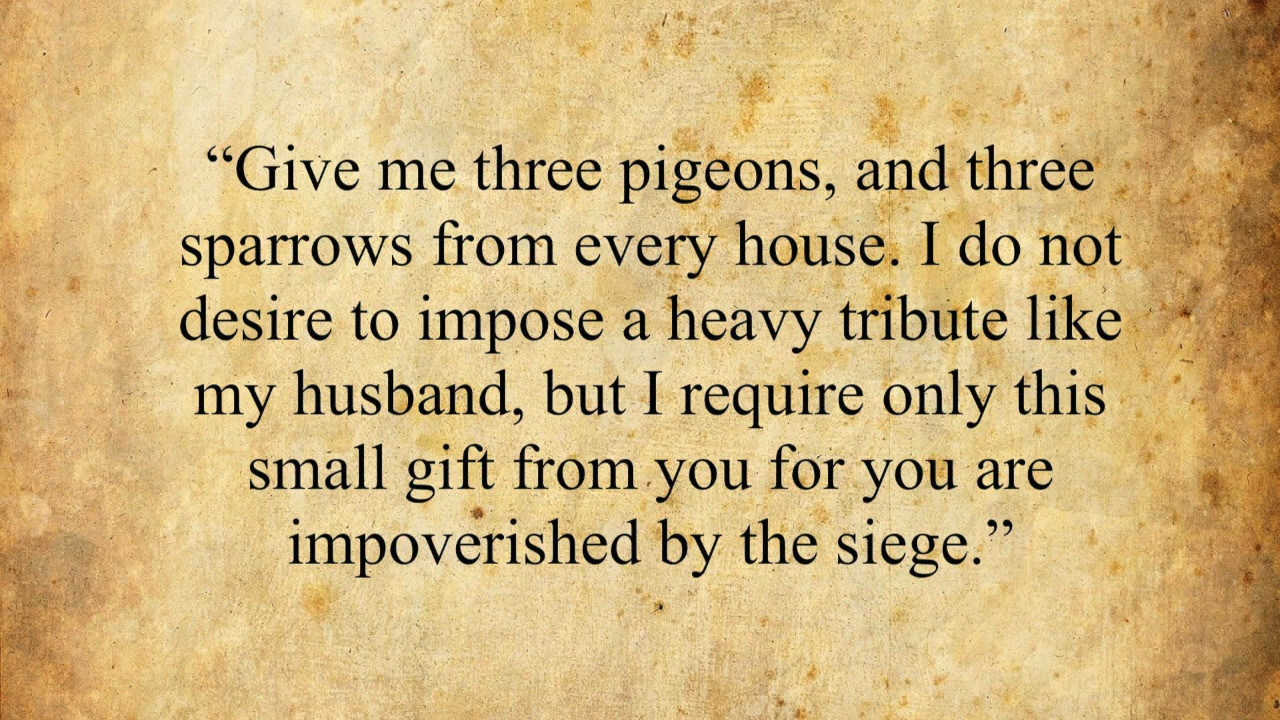 “Give me three pigeons, and three
sparrows from every house. I do not
desire to impose a heavy tribute like
my husband, but I require only this
small gift from you for you are
impoverished by the siege.”